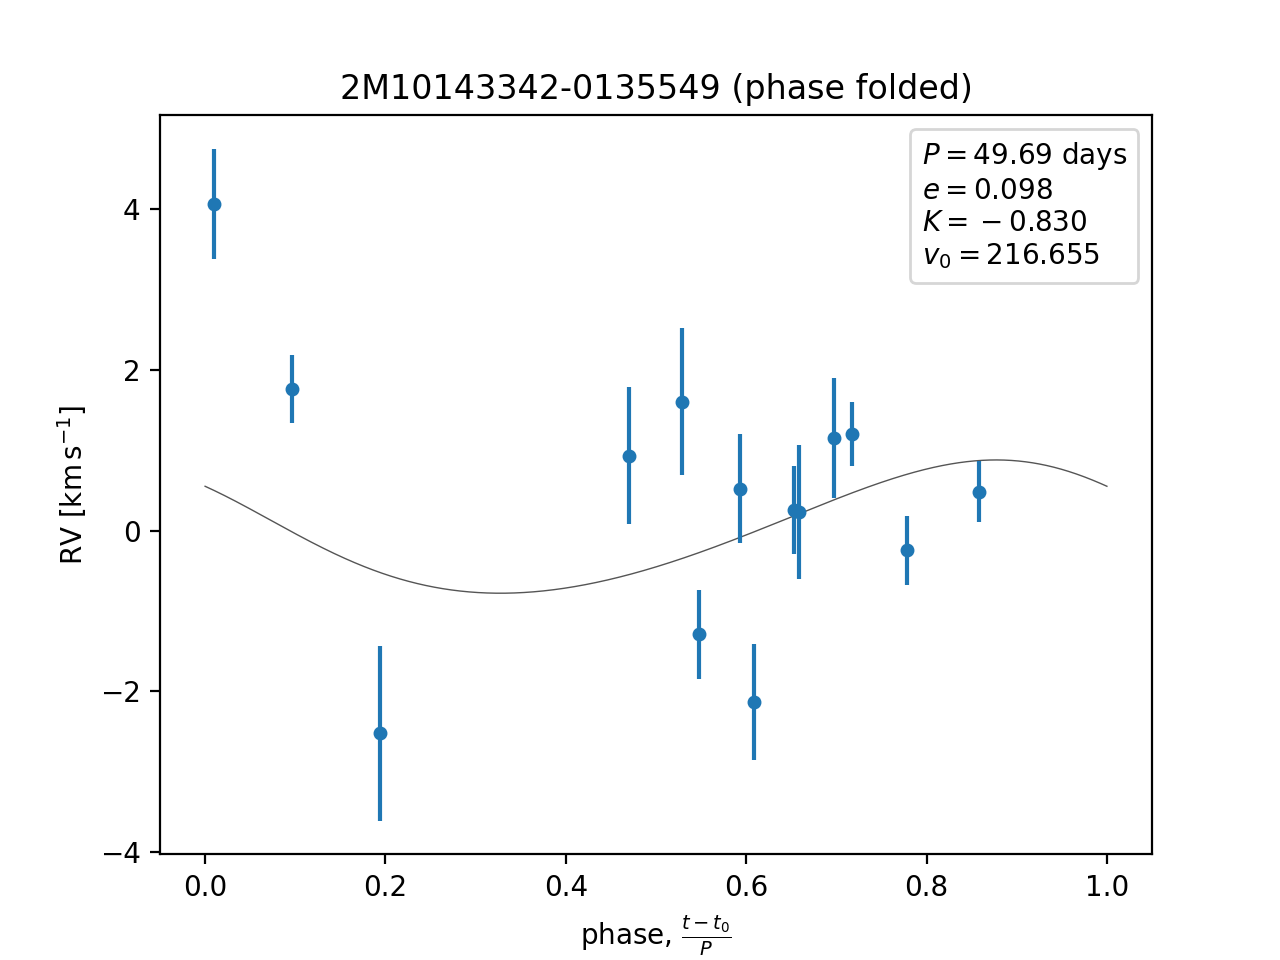 2M10143342-0135549 (phase folded)
P = 49.69 days
e = 0.098
K = −0.830
v₀ = 216.655
RV [km s⁻¹]
4
2
0
−2
−4
0.0 0.2 0.4 0.6 0.8 1.0
phase, (t − t₀)/P